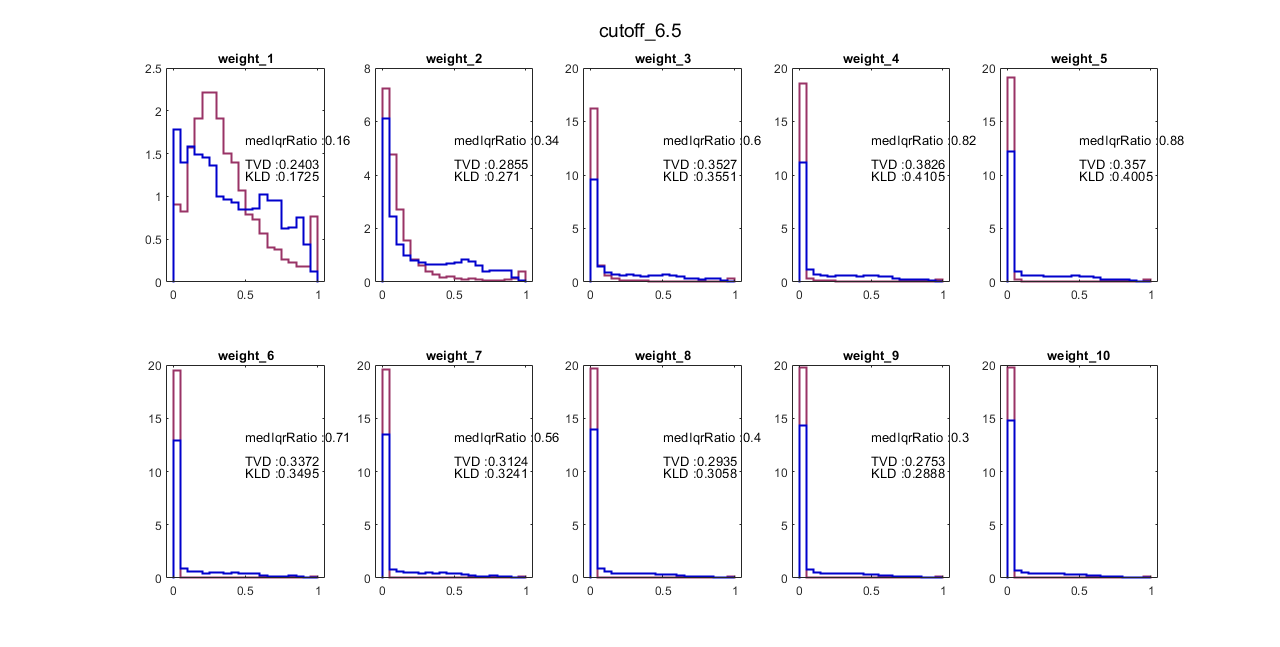 cutoff_6.5
weight_1
weight_2
weight_3
weight_4
weight_5
2.5
2
1.5
1
0.5
0
medIqrRatio :0.16
TVD :0.2403
KLD :0.1725
0
0.5
1
8
6
4
2
0
medIqrRatio :0.34
TVD :0.2855
KLD :0.271
0
0.5
1
20
15
10
5
0
medIqrRatio :0.6
TVD :0.3527
KLD :0.3551
0
0.5
1
20
15
10
5
0
medIqrRatio :0.82
TVD :0.3826
KLD :0.4105
0
0.5
1
20
15
10
5
0
medIqrRatio :0.88
TVD :0.357
KLD :0.4005
0
0.5
1
weight_6
weight_7
weight_8
weight_9
weight_10
20
15
10
5
0
medIqrRatio :0.71
TVD :0.3372
KLD :0.3495
0
0.5
1
20
15
10
5
0
medIqrRatio :0.56
TVD :0.3124
KLD :0.3241
0
0.5
1
20
15
10
5
0
medIqrRatio :0.4
TVD :0.2935
KLD :0.3058
0
0.5
1
20
15
10
5
0
medIqrRatio :0.3
TVD :0.2753
KLD :0.2888
0
0.5
1
20
15
10
5
0
0
0.5
1